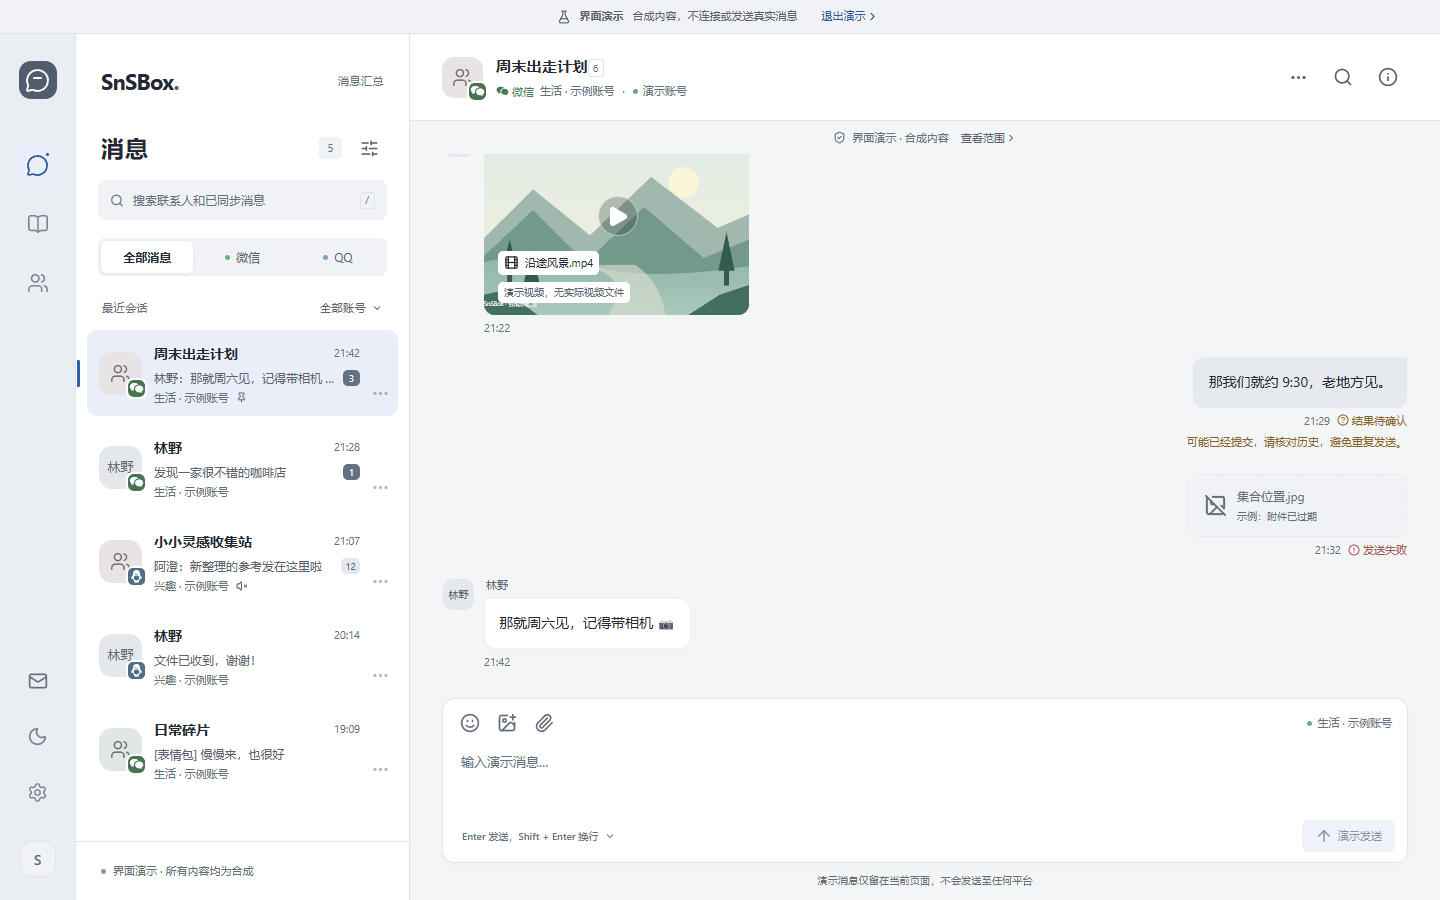 界面演示 合成内容，不连接或发送真实消息 退出演示
SnSBox.
消息汇总
消息
5
搜索联系人和已同步消息
/
全部消息
微信
QQ
最近会话
全部账号
周末出走计划
21:42
林野：那就周六见，记得带相机 ...
3
生活 · 示例账号
林野
林野
21:28
发现一家很不错的咖啡店
1
生活 · 示例账号
小小灵感收集站
21:07
阿澄：新整理的参考发在这里啦
12
兴趣 · 示例账号
林野
林野
20:14
文件已收到，谢谢！
兴趣 · 示例账号
日常碎片
19:09
[表情包] 慢慢来，也很好
生活 · 示例账号
S
界面演示 · 所有内容均为合成
周末出走计划
6
微信 生活 · 示例账号 · 演示账号
界面演示 · 合成内容 查看范围
沿途风景.mp4
演示视频，无实际视频文件
21:22
那我们就约 9:30，老地方见。
21:29 结果待确认
可能已经提交，请核对历史，避免重复发送。
集合位置.jpg
示例：附件已过期
21:32 发送失败
林野
林野
那就周六见，记得带相机 📷
21:42
生活 · 示例账号
输入演示消息...
Enter 发送，Shift + Enter 换行
演示发送
演示消息仅留在当前页面，不会发送至任何平台